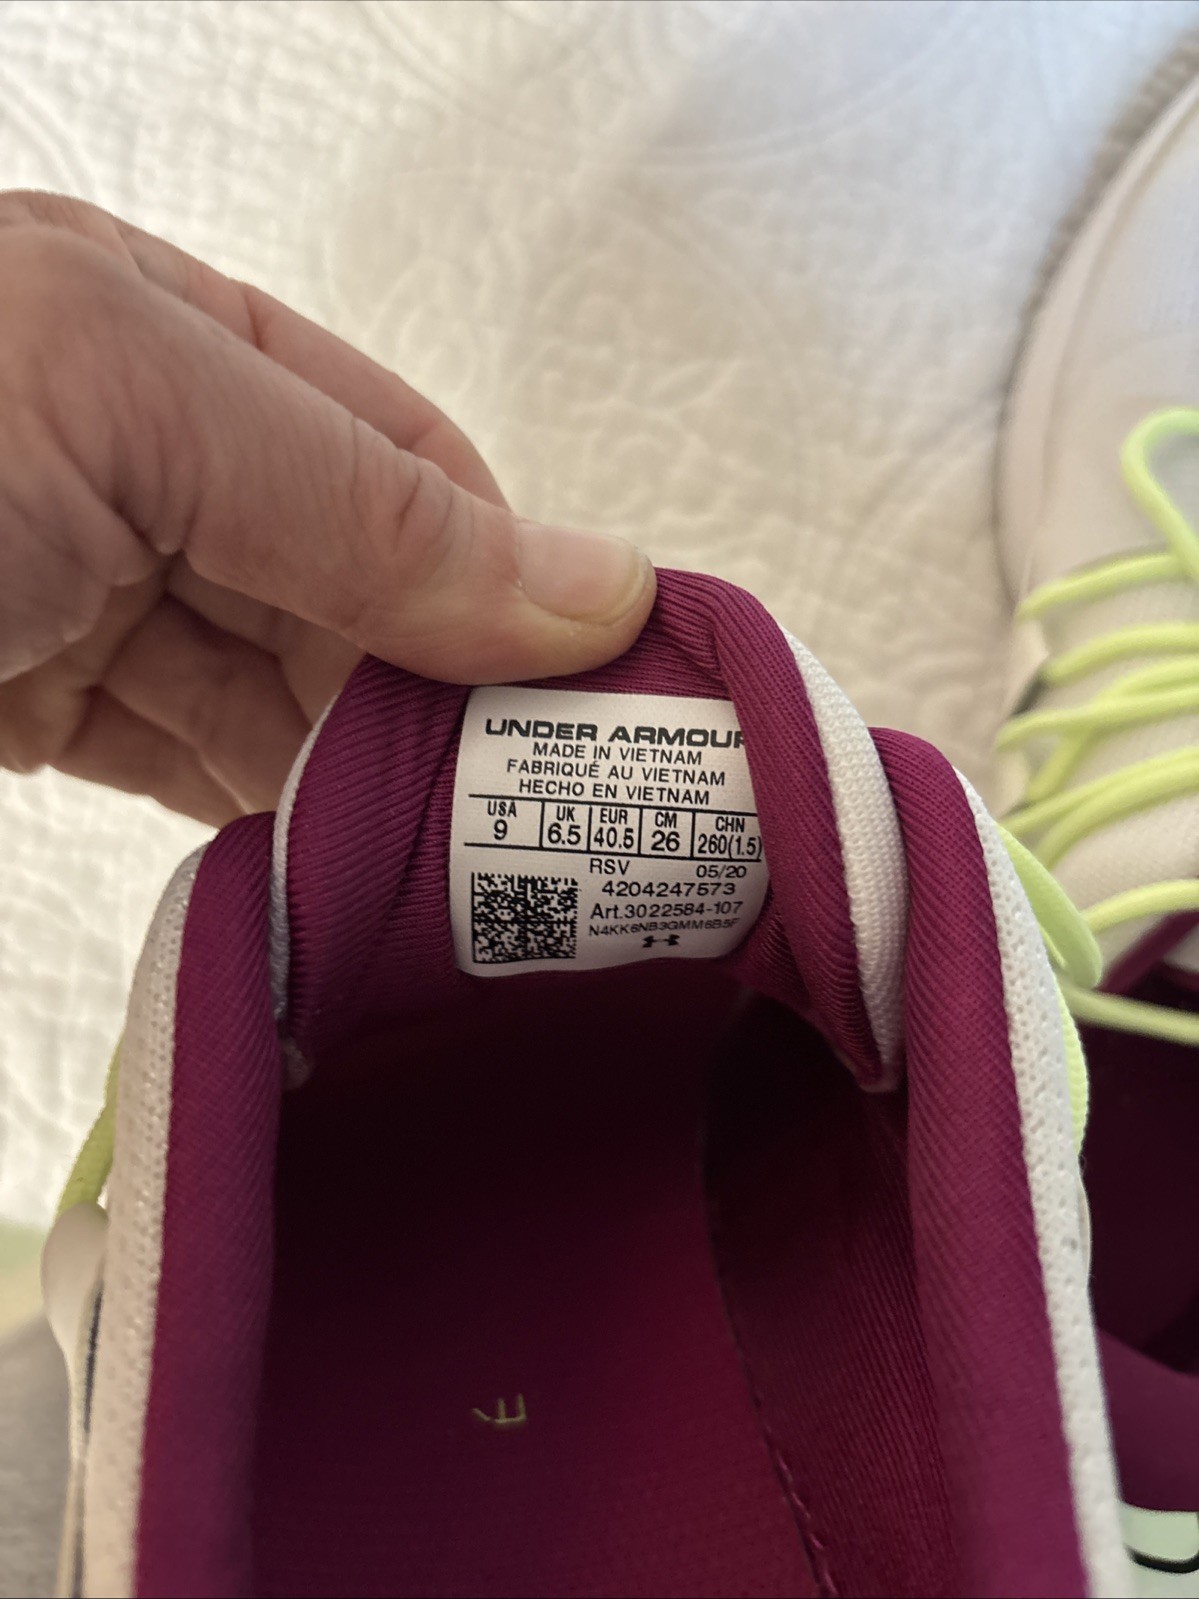 UNDER ARMOUR
MADE IN VIETNAM
FABRIQUÉ AU VIETNAM
HECHO EN VIETNAM
USA UK EUR CM CHN
9 6.5 40.5 26 260(1.5)
RSV 05/20
4204247573
Art.3022584-107